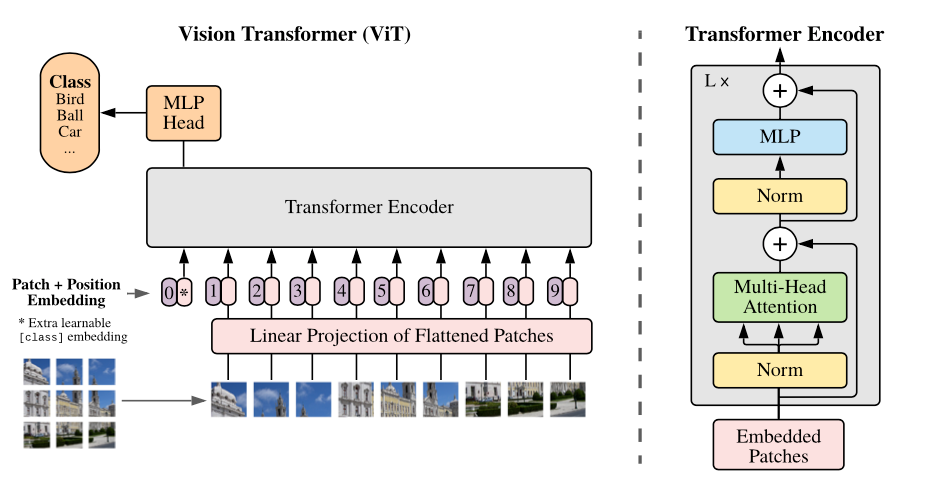 Vision Transformer (ViT)
Class
Bird
Ball
Car
...
MLP
Head
Transformer Encoder
Patch + Position
Embedding
0 * 1 2 3 4 5 6 7 8 9
* Extra learnable
[class] embedding
Linear Projection of Flattened Patches
Transformer Encoder
L x
+
MLP
Norm
+
Multi-Head
Attention
Norm
Embedded
Patches